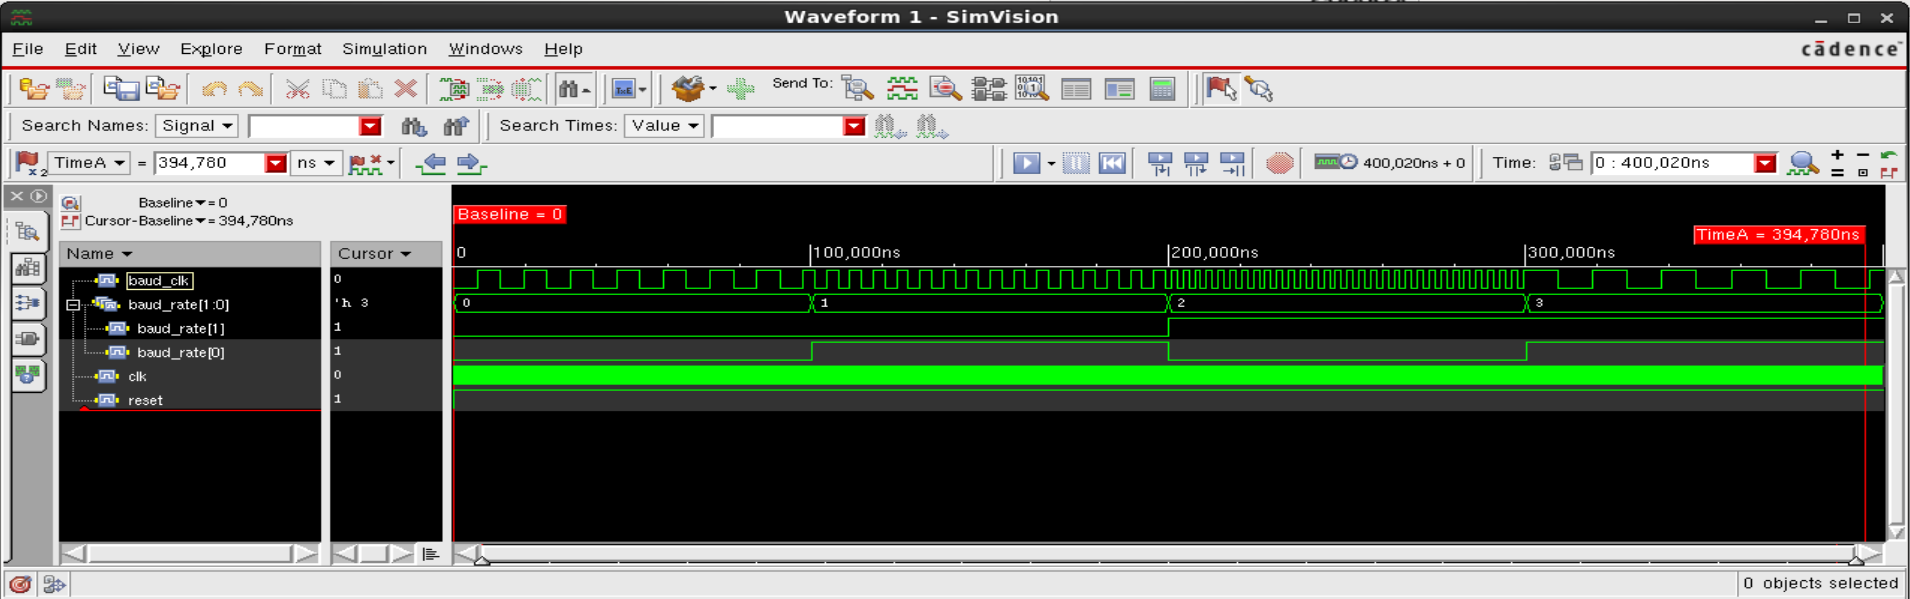 Waveform 1 - SimVision
File Edit View Explore Format Simulation Windows Help
cādence
Send To:
Search Names: Signal Search Times: Value
TimeA = 394,780 ns 400,020ns + 0 Time: 0 : 400,020ns
Baseline = 0
Cursor-Baseline = 394,780ns
Baseline = 0
TimeA = 394,780ns
Name Cursor 0 100,000ns 200,000ns 300,000ns
baud_clk 0
baud_rate[1:0] 'h 3 0 1 2 3
baud_rate[1] 1
baud_rate[0] 1
clk 0
reset 1
0 objects selected